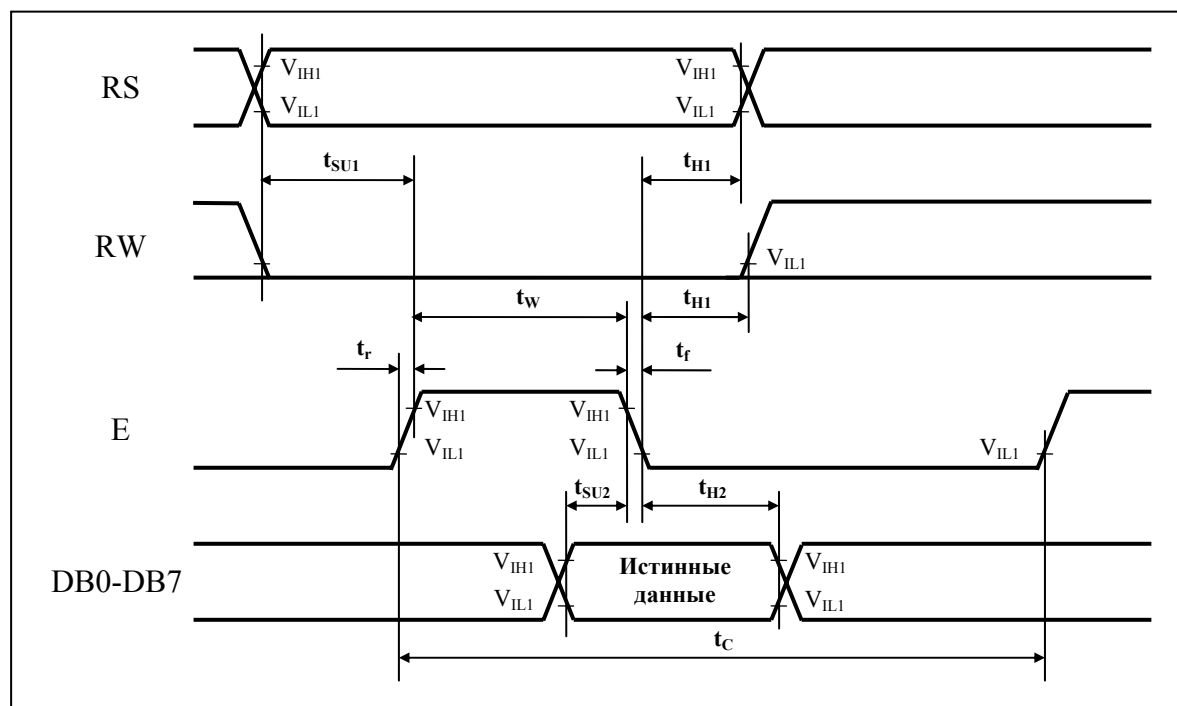 RS
V_IH1
V_IH1
V_IL1
V_IL1
t_SU1
t_H1
RW
V_IL1
t_W
t_H1
t_r
t_f
E
V_IH1
V_IH1
V_IL1
V_IL1
V_IL1
t_SU2
t_H2
DB0-DB7
V_IH1
Истинные
V_IH1
V_IL1
данные
V_IL1
t_C